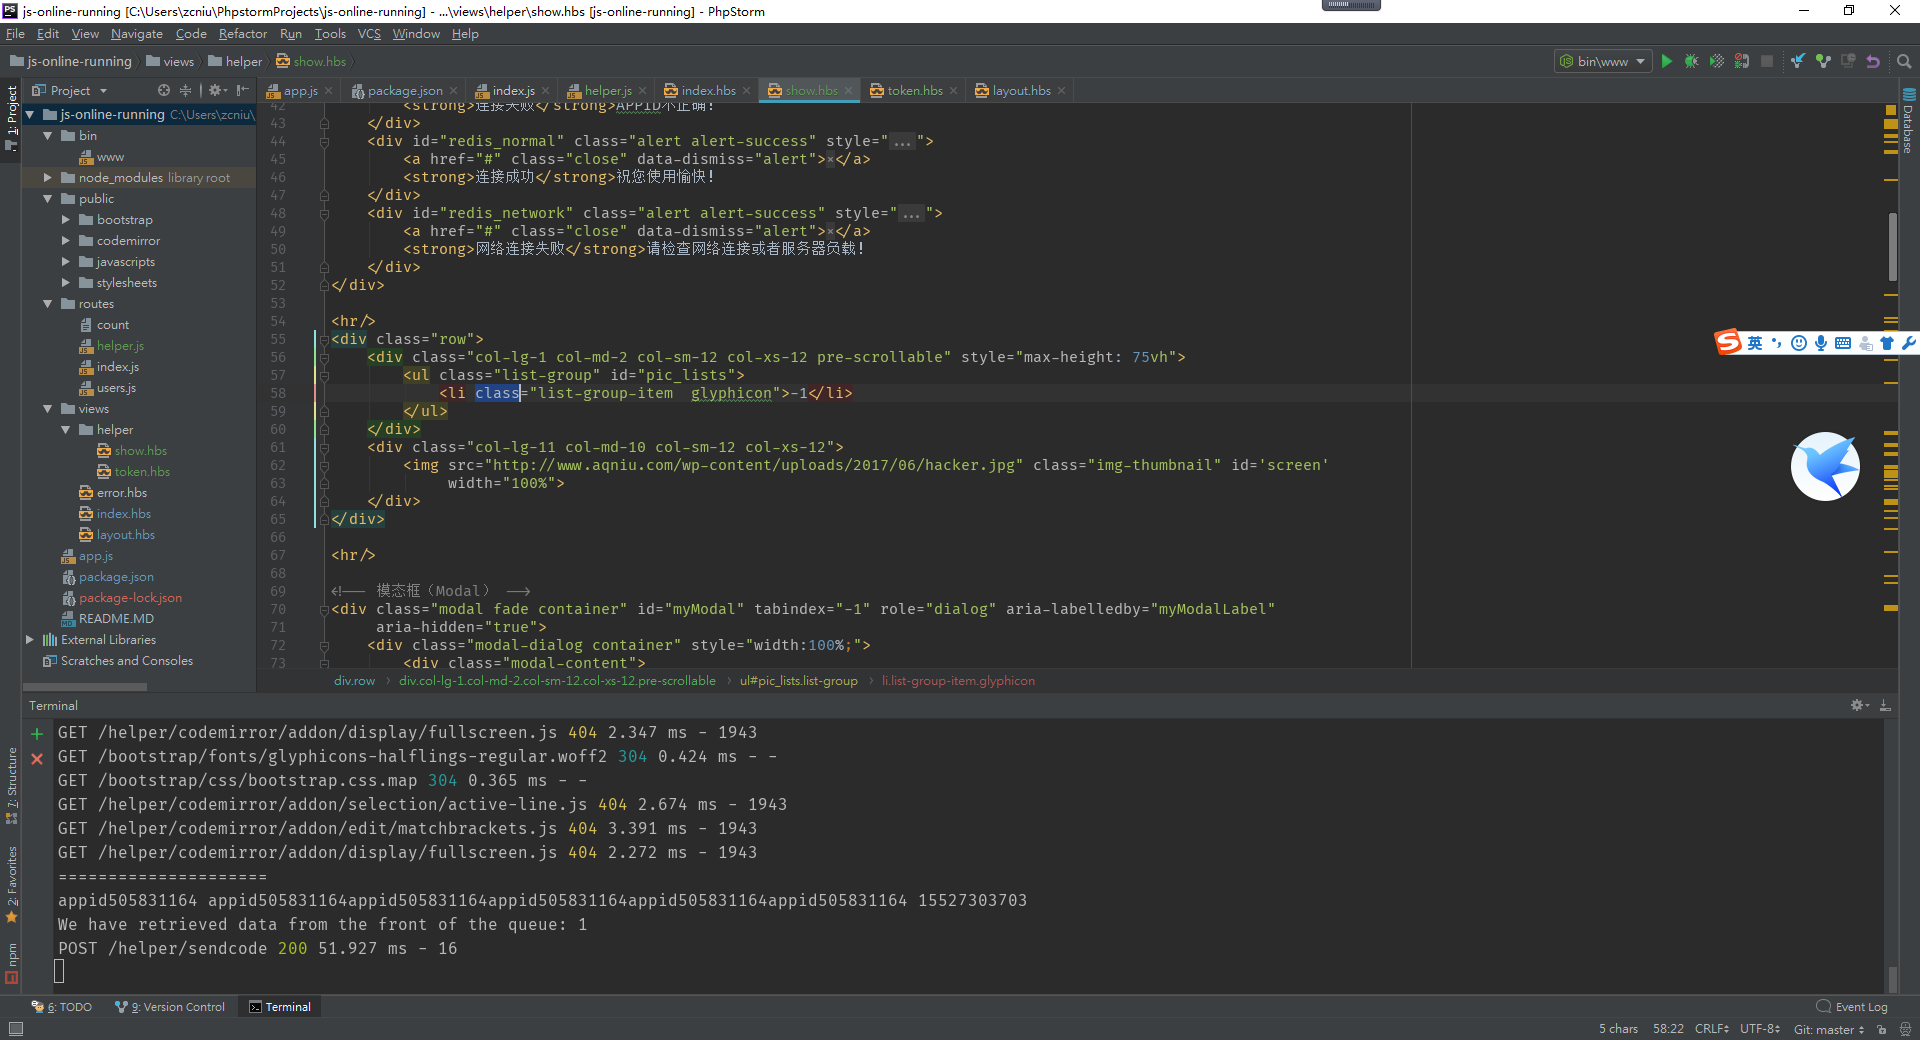 js-online-running [C:\Users\zcniu\PhpstormProjects\js-online-running] - ...\views\helper\show.hbs [js-online-running] - PhpStorm
File Edit View Navigate Code Refactor Run Tools VCS Window Help
js-online-running views helper show.hbs bin\www
1: Project
Project
app.js package.json index.js helper.js index.hbs show.hbs token.hbs layout.hbs
js-online-running C:\Users\zcniu\
bin
www
node_modules library root
public
bootstrap
codemirror
javascripts
stylesheets
routes
count
helper.js
index.js
users.js
views
helper
show.hbs
token.hbs
error.hbs
index.hbs
layout.hbs
app.js
package.json
package-lock.json
README.MD
External Libraries
Scratches and Consoles
42 <strong>连接失败</strong>APPID不正确!
43 </div>
44 <div id="redis_normal" class="alert alert-success" style="...">
45 <a href="#" class="close" data-dismiss="alert">×</a>
46 <strong>连接成功</strong>祝您使用愉快!
47 </div>
48 <div id="redis_network" class="alert alert-success" style="...">
49 <a href="#" class="close" data-dismiss="alert">×</a>
50 <strong>网络连接失败</strong>请检查网络连接或者服务器负载!
51 </div>
52 </div>
53
54 <hr/>
55 <div class="row">
56 <div class="col-lg-1 col-md-2 col-sm-12 col-xs-12 pre-scrollable" style="max-height: 75vh">
57 <ul class="list-group" id="pic_lists">
58 <li class="list-group-item  glyphicon">-1</li>
59 </ul>
60 </div>
61 <div class="col-lg-11 col-md-10 col-sm-12 col-xs-12">
62 <img src="http://www.aqniu.com/wp-content/uploads/2017/06/hacker.jpg" class="img-thumbnail" id='screen'
63 width="100%">
64 </div>
65 </div>
66
67 <hr/>
68
69 <!-- 模态框（Modal） -->
70 <div class="modal fade container" id="myModal" tabindex="-1" role="dialog" aria-labelledby="myModalLabel"
71 aria-hidden="true">
72 <div class="modal-dialog container" style="width:100%;">
73 <div class="modal-content">
div.row div.col-lg-1.col-md-2.col-sm-12.col-xs-12.pre-scrollable ul#pic_lists.list-group li.list-group-item.glyphicon
Database
英
Terminal
GET /helper/codemirror/addon/display/fullscreen.js 404 2.347 ms - 1943
GET /bootstrap/fonts/glyphicons-halflings-regular.woff2 304 0.424 ms - -
GET /bootstrap/css/bootstrap.css.map 304 0.365 ms - -
GET /helper/codemirror/addon/selection/active-line.js 404 2.674 ms - 1943
GET /helper/codemirror/addon/edit/matchbrackets.js 404 3.391 ms - 1943
GET /helper/codemirror/addon/display/fullscreen.js 404 2.272 ms - 1943
=====================
appid505831164 appid505831164appid505831164appid505831164appid505831164appid505831164 15527303703
We have retrieved data from the front of the queue: 1
POST /helper/sendcode 200 51.927 ms - 16
7: Structure
2: Favorites
npm
6: TODO 9: Version Control Terminal Event Log
5 chars 58:22 CRLF UTF-8 Git: master